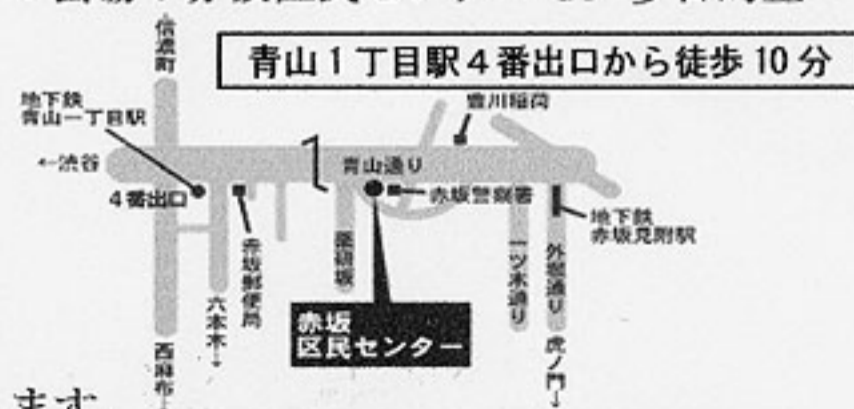 信濃町
青山1丁目駅4番出口から徒歩10分
地下鉄
青山一丁目駅
豊川稲荷
←渋谷
青山通り
4番出口
赤坂警察署
地下鉄
赤坂見附駅
赤坂郵便局
薬研坂
一ツ木通り
外堀通り
六本木↓
赤坂
区民センター
西麻布↓
虎ノ門↓
ます